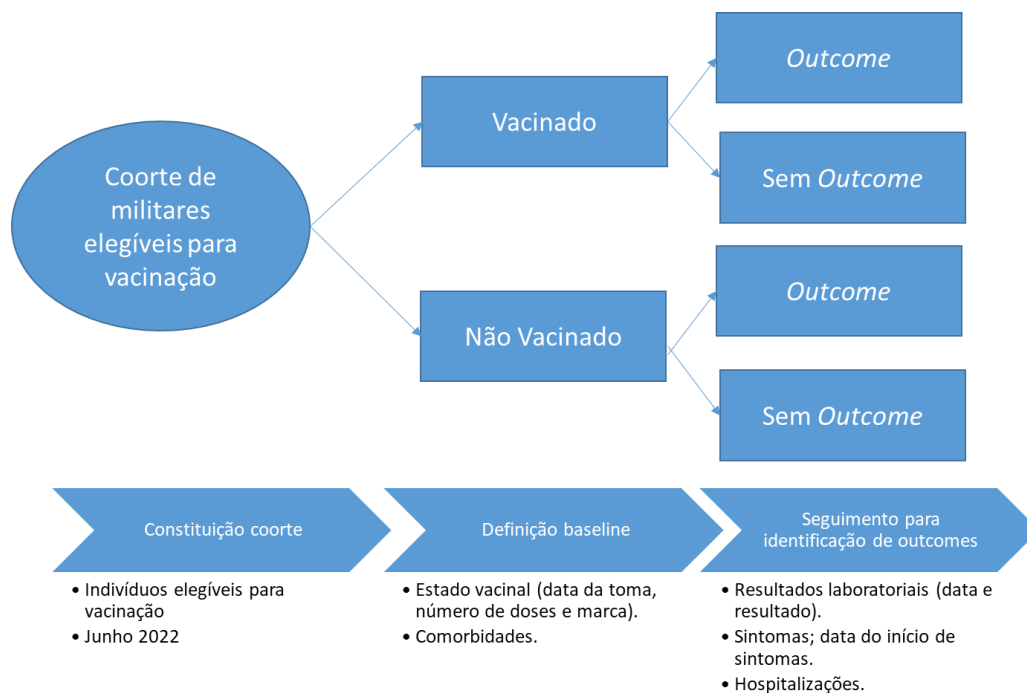 Coorte de
militares
elegíveis para
vacinação
Vacinado
Não Vacinado
Outcome
Sem Outcome
Outcome
Sem Outcome
Constituição coorte
• Indivíduos elegíveis para
vacinação
• Junho 2022
Definição baseline
• Estado vacinal (data da toma,
número de doses e marca).
• Comorbidades.
Seguimento para
identificação de outcomes
• Resultados laboratoriais (data e
resultado).
• Sintomas; data do início de
sintomas.
• Hospitalizações.